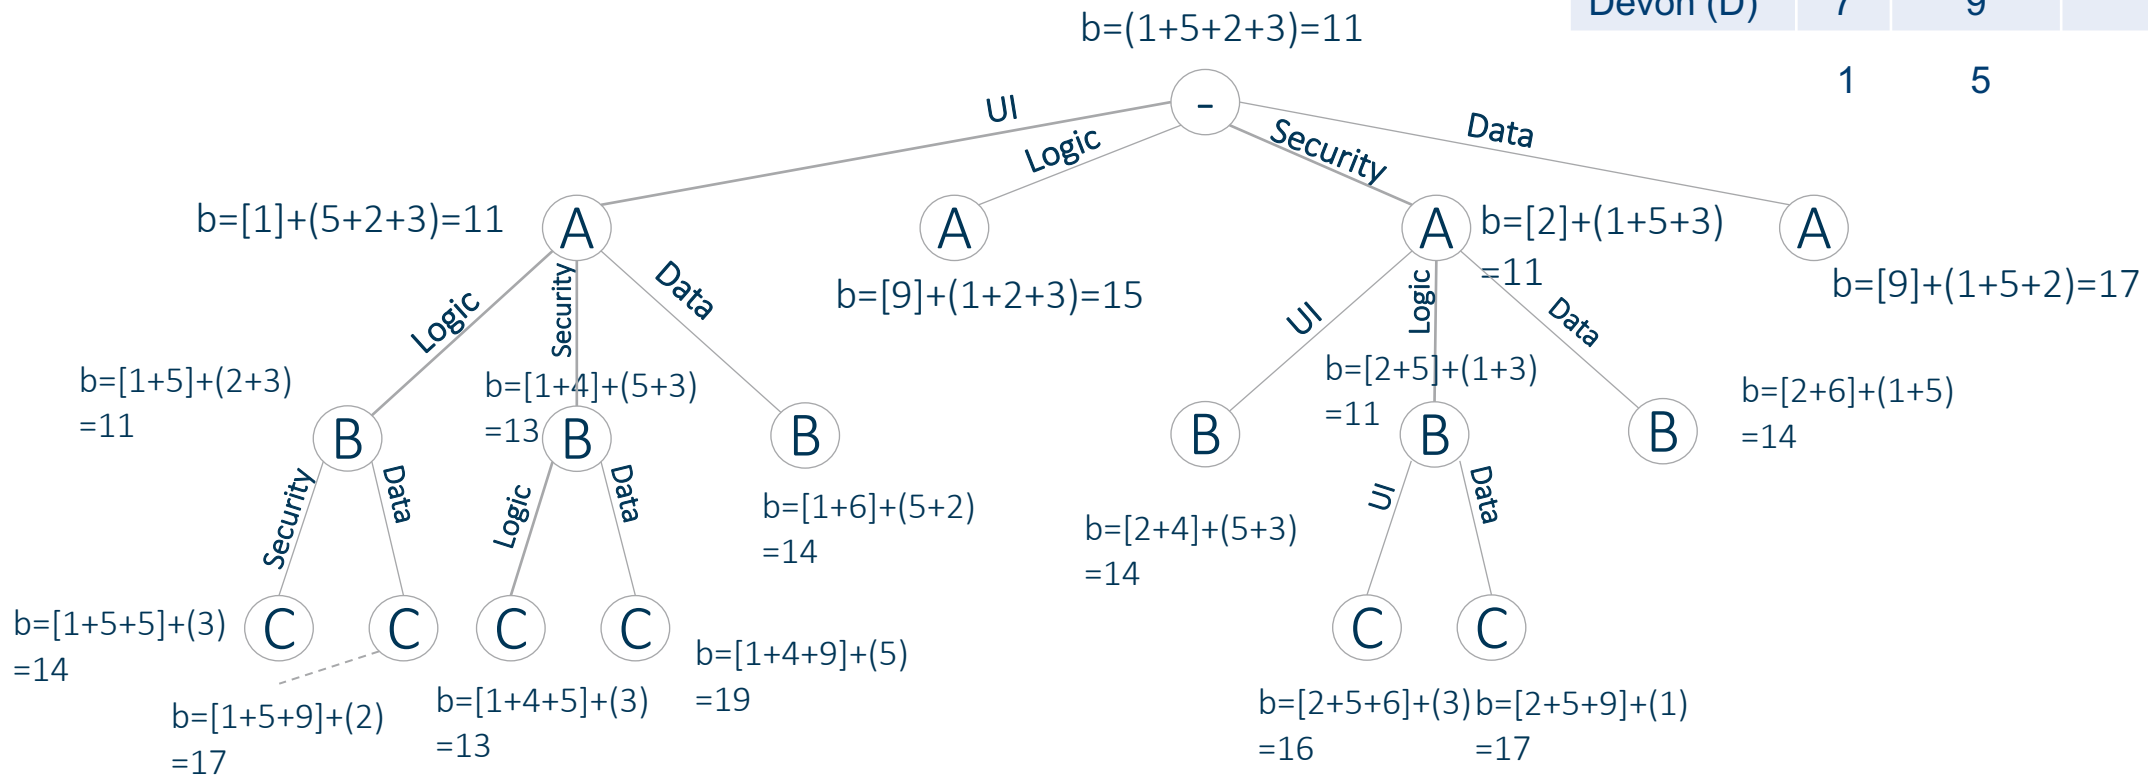 Devon (D) 7 9
b=(1+5+2+3)=11
1 5
-
UI
Logic
Security
Data
b=[1]+(5+2+3)=11
A
A
A
b=[2]+(1+5+3)
=11
A
b=[9]+(1+2+3)=15
b=[9]+(1+5+2)=17
Logic
Security
Data
UI
Logic
Data
b=[1+5]+(2+3)
=11
b=[1+4]+(5+3)
=13
b=[2+5]+(1+3)
=11
b=[2+6]+(1+5)
=14
B
B
B
B
B
B
b=[1+6]+(5+2)
=14
b=[2+4]+(5+3)
=14
Security
Data
Logic
Data
UI
Data
C
C
C
C
C
C
b=[1+5+5]+(3)
=14
b=[1+5+9]+(2)
=17
b=[1+4+5]+(3)
=13
b=[1+4+9]+(5)
=19
b=[2+5+6]+(3)
=16
b=[2+5+9]+(1)
=17